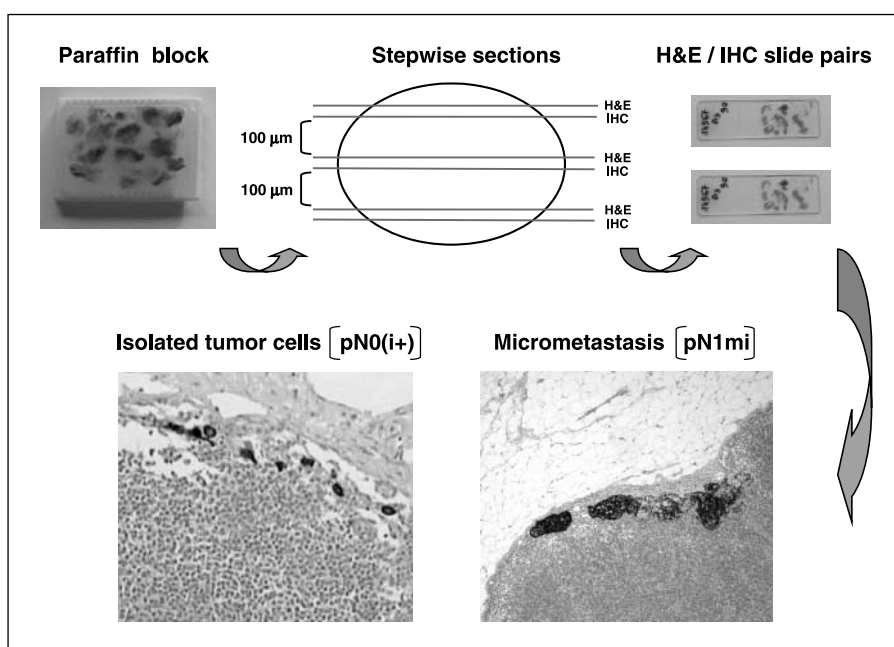 Paraffin block
Stepwise sections
H&E / IHC slide pairs
H&E
IHC
100 µm
H&E
IHC
100 µm
H&E
IHC
Isolated tumor cells [pN0(i+)]
Micrometastasis [pN1mi]